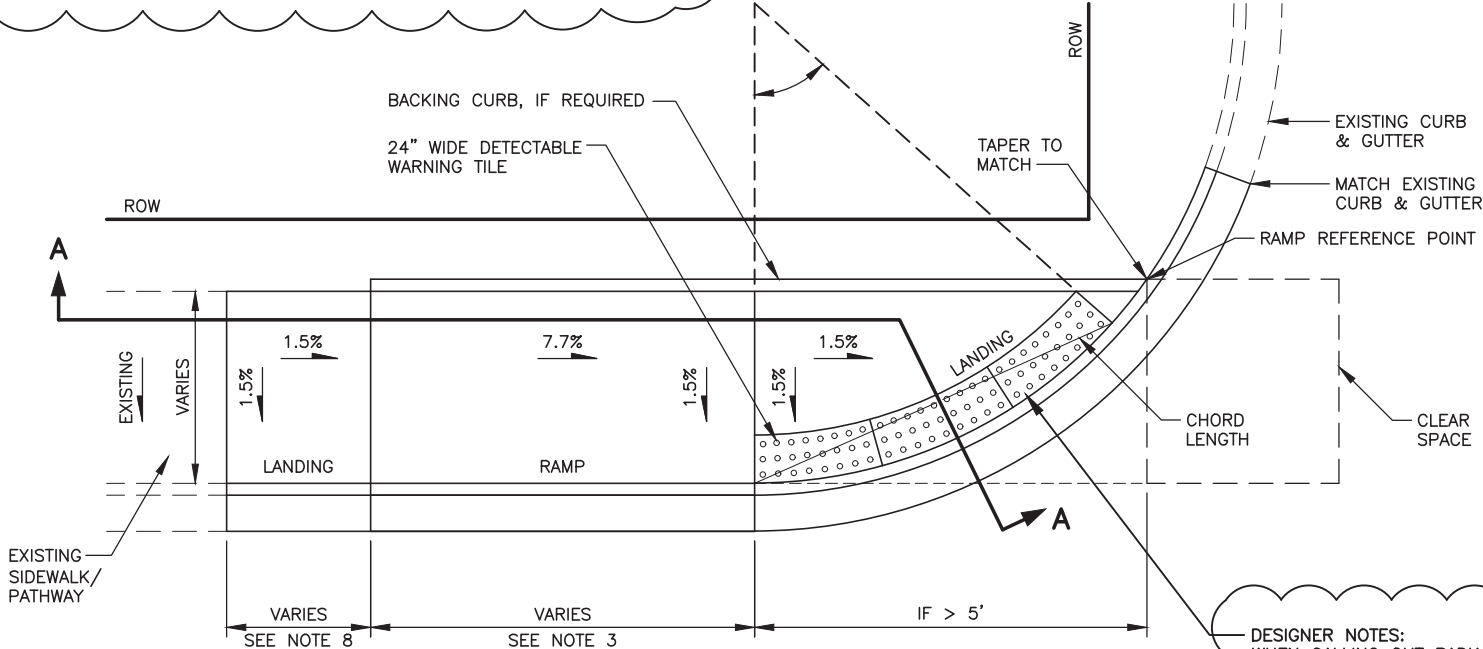 ROW
BACKING CURB, IF REQUIRED
24" WIDE DETECTABLE
WARNING TILE
TAPER TO
MATCH
EXISTING CURB
& GUTTER
MATCH EXISTING
CURB & GUTTER
ROW
RAMP REFERENCE POINT
A
1.5%
7.7%
1.5%
EXISTING
VARIES
1.5%
1.5%
1.5%
LANDING
CHORD
LENGTH
CLEAR
SPACE
LANDING
RAMP
A
EXISTING
SIDEWALK/
PATHWAY
VARIES
SEE NOTE 8
VARIES
SEE NOTE 3
IF > 5'
DESIGNER NOTES: